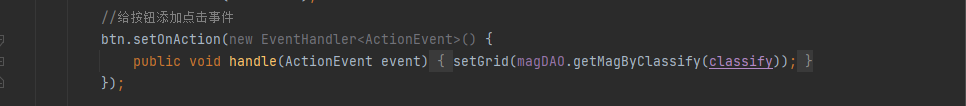 //给按钮添加点击事件
btn.setOnAction(new EventHandler<ActionEvent>() {
public void handle(ActionEvent event) { setGrid(magDAO.getMagByClassify(classify)); }
});